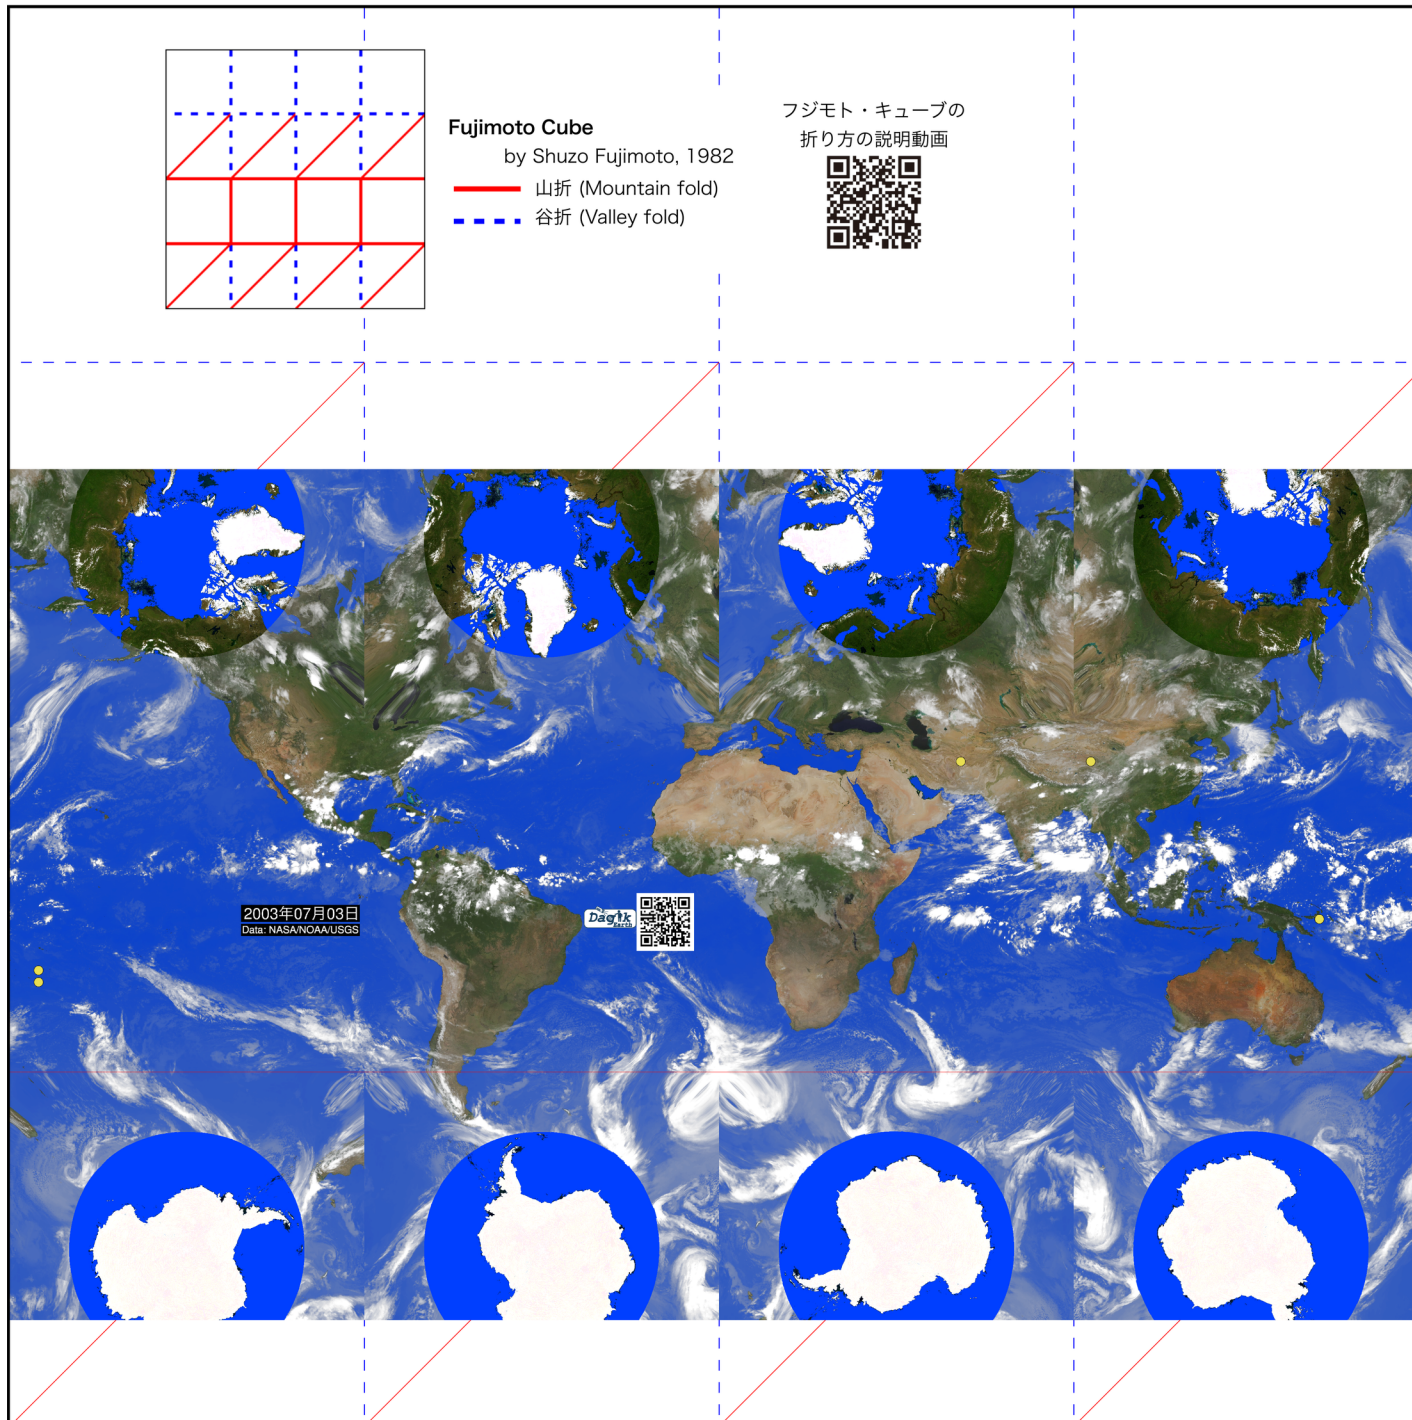 Fujimoto Cube
by Shuzo Fujimoto, 1982
山折 (Mountain fold)
谷折 (Valley fold)
フジモト・キューブの
折り方の説明動画
2003年07月03日
Data: NASA/NOAA/USGS
Dagik
Earth